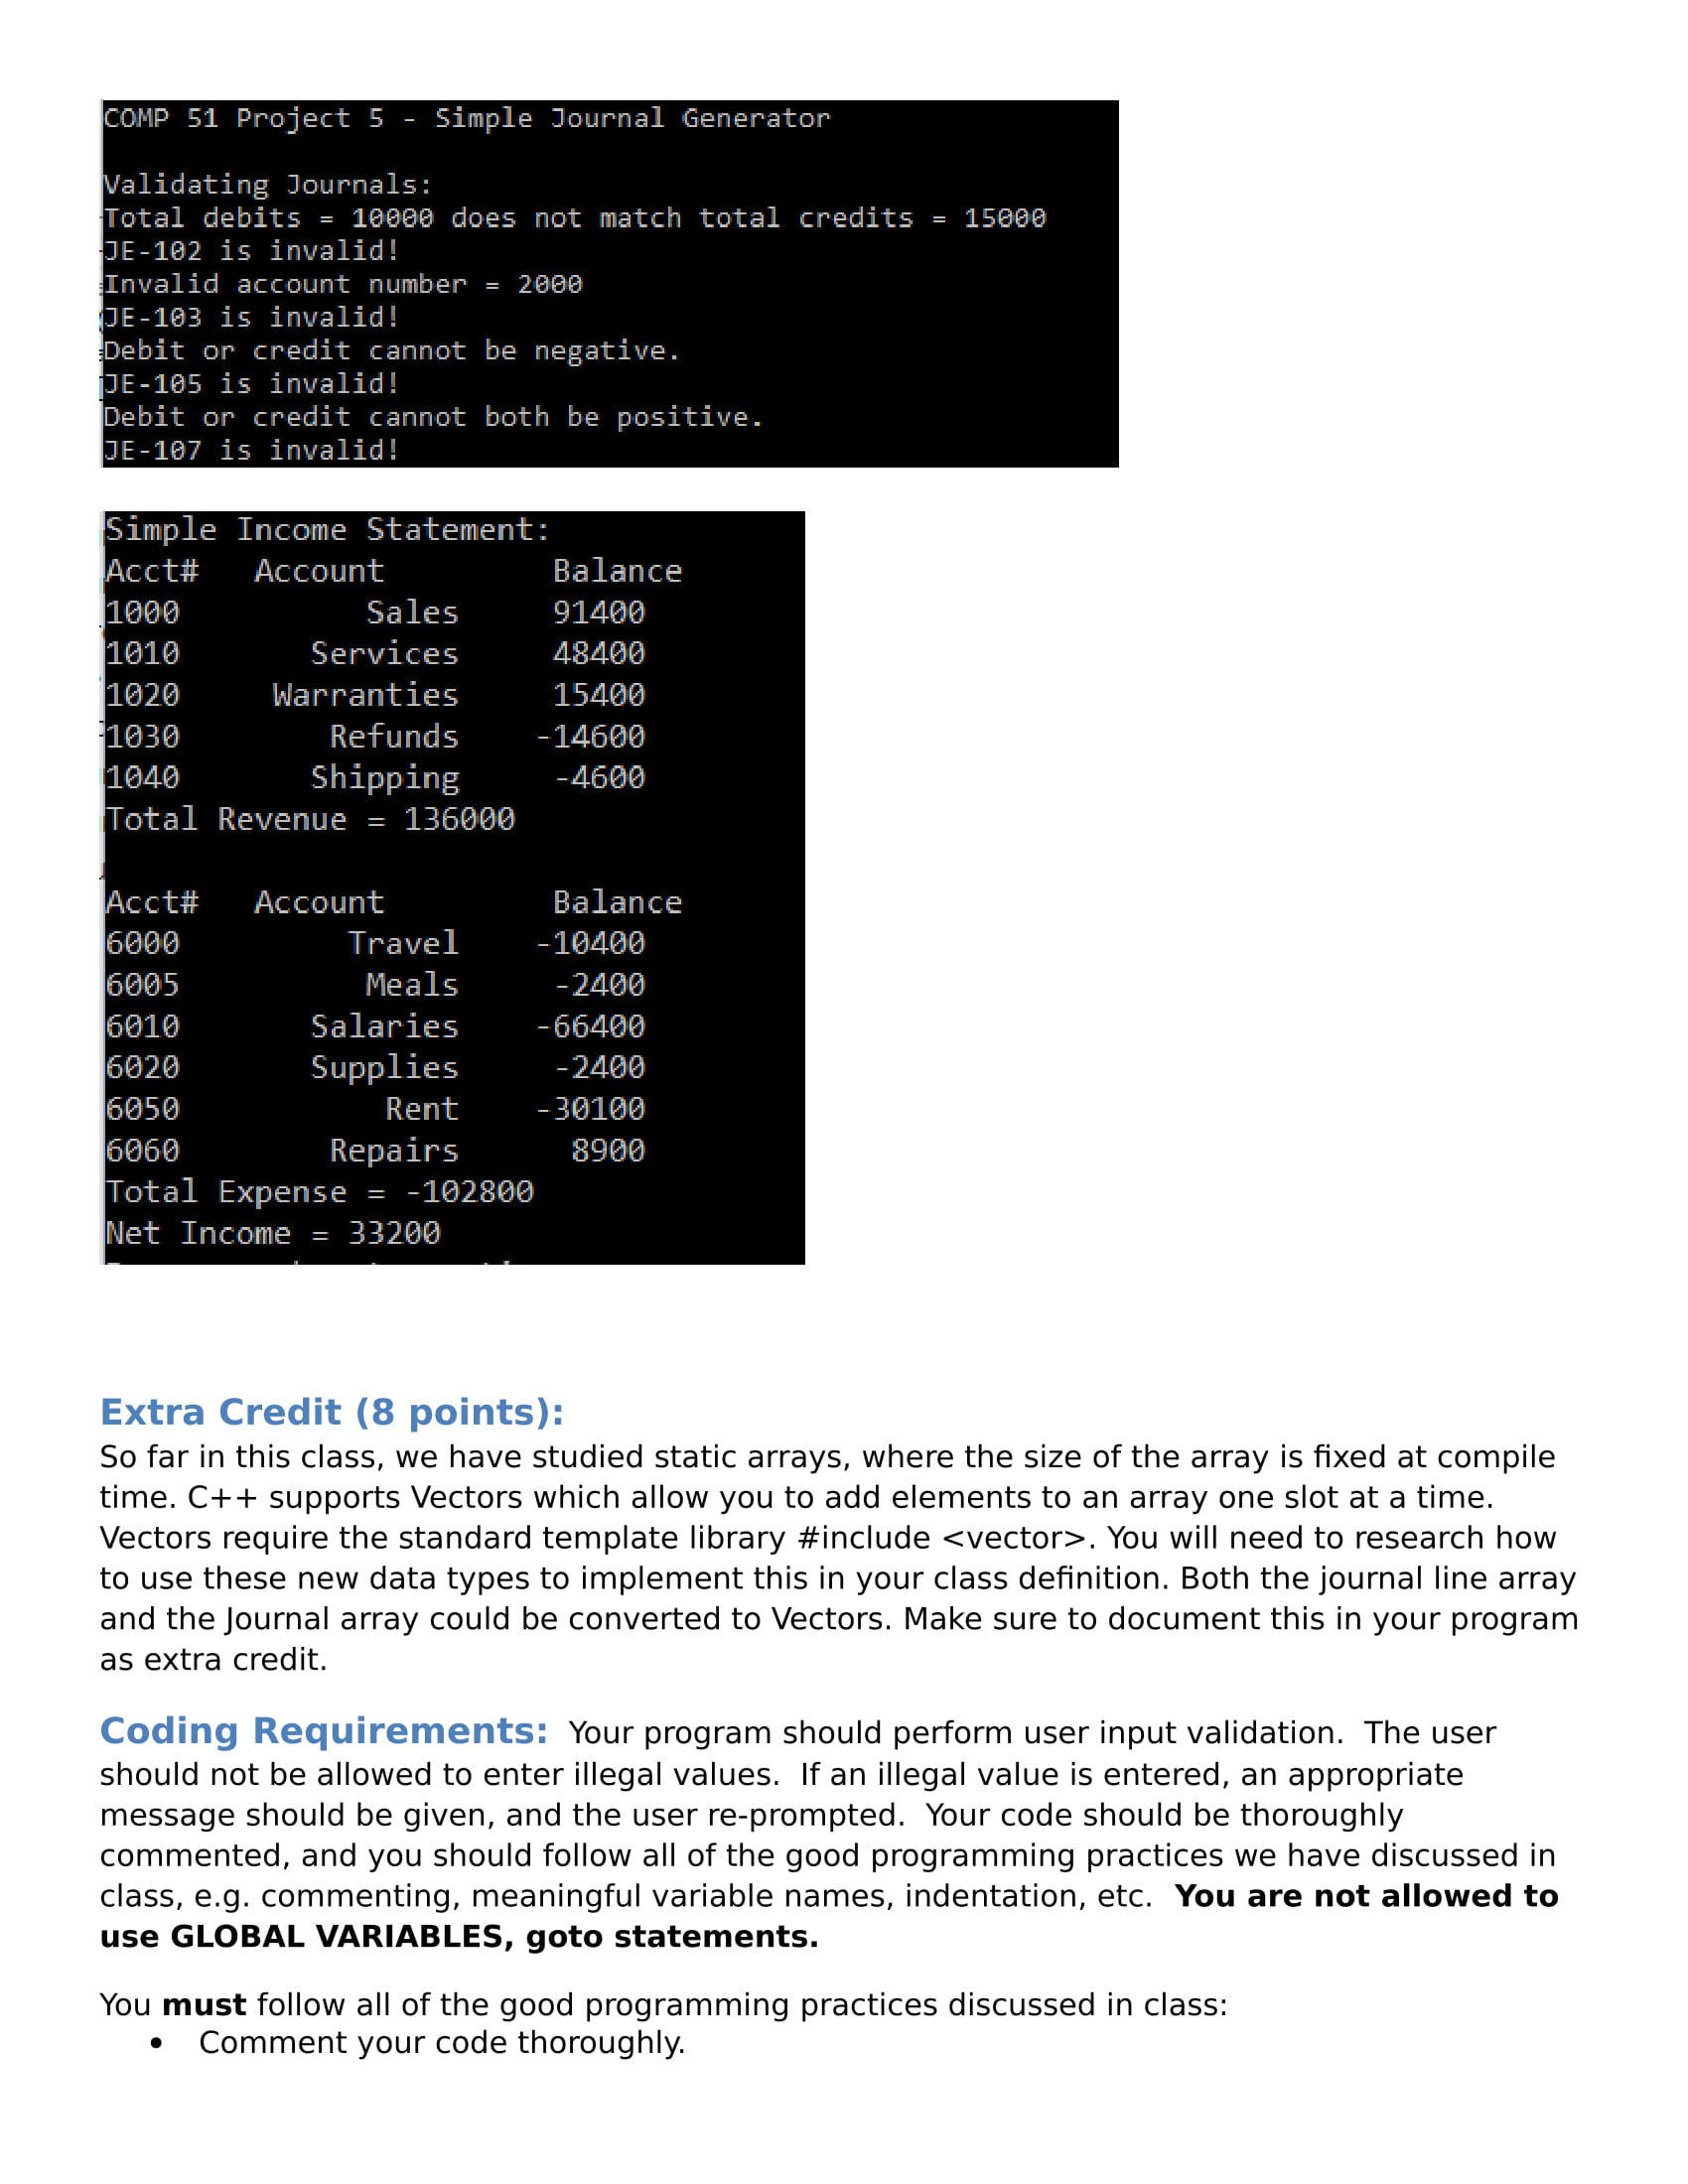 COMP 51 Project 5 - Simple Journal Generator
Validating Journals:
Total debits = 10000 does not match total credits = 15000
JE-102 is invalid!
Invalid account number = 2000
JE-103 is invalid!
Debit or credit cannot be negative.
JE-105 is invalid!
Debit or credit cannot both be positive.
JE-107 is invalid!
Simple Income Statement:
Acct#   Account         Balance
1000          Sales     91400
1010       Services     48400
1020     Warranties     15400
1030        Refunds    -14600
1040       Shipping     -4600
Total Revenue = 136000
Acct#   Account         Balance
6000         Travel    -10400
6005          Meals     -2400
6010       Salaries    -66400
6020       Supplies     -2400
6050           Rent    -30100
6060        Repairs      8900
Total Expense = -102800
Net Income = 33200
Extra Credit (8 points):
So far in this class, we have studied static arrays, where the size of the array is fixed at compile
time. C++ supports Vectors which allow you to add elements to an array one slot at a time.
Vectors require the standard template library #include <vector>. You will need to research how
to use these new data types to implement this in your class definition. Both the journal line array
and the Journal array could be converted to Vectors. Make sure to document this in your program
as extra credit.
Coding Requirements:  Your program should perform user input validation.  The user
should not be allowed to enter illegal values.  If an illegal value is entered, an appropriate
message should be given, and the user re-prompted.  Your code should be thoroughly
commented, and you should follow all of the good programming practices we have discussed in
class, e.g. commenting, meaningful variable names, indentation, etc.  You are not allowed to
use GLOBAL VARIABLES, goto statements.
You must follow all of the good programming practices discussed in class:
• Comment your code thoroughly.